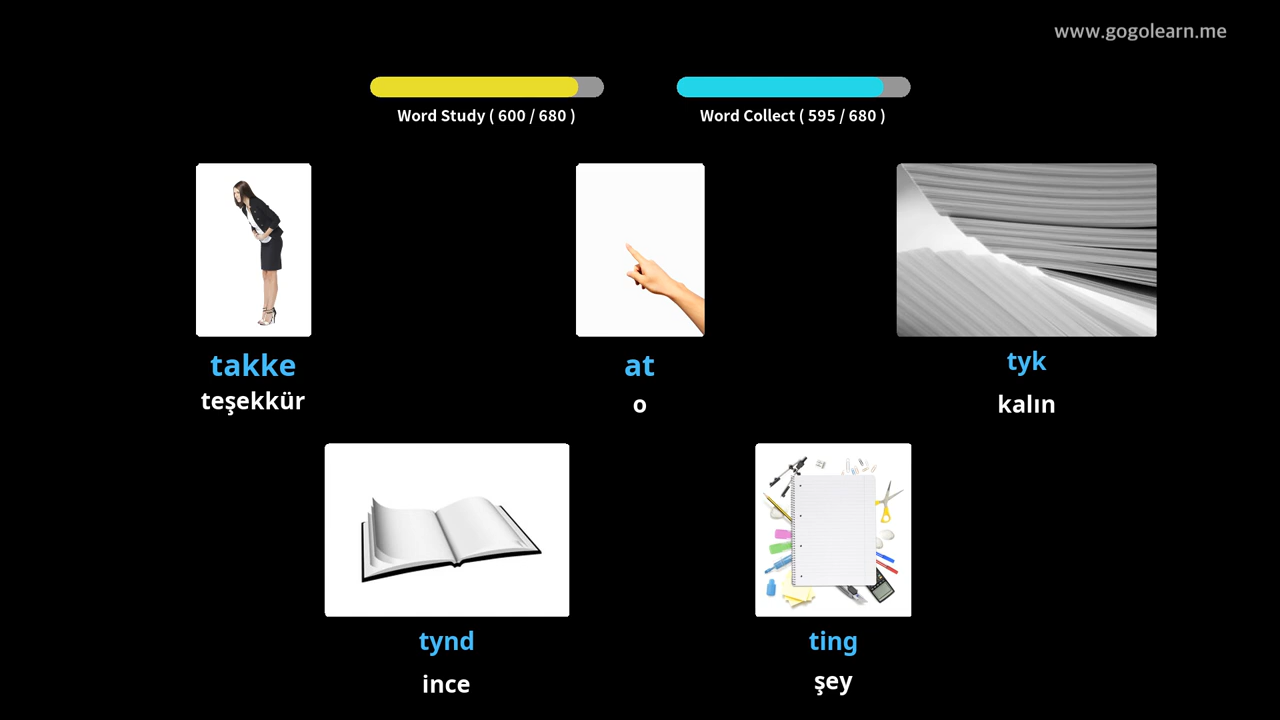 www.gogolearn.me
Word Study ( 600 / 680 )
Word Collect ( 595 / 680 )
takke
teşekkür
at
o
tyk
kalın
tynd
ince
ting
şey